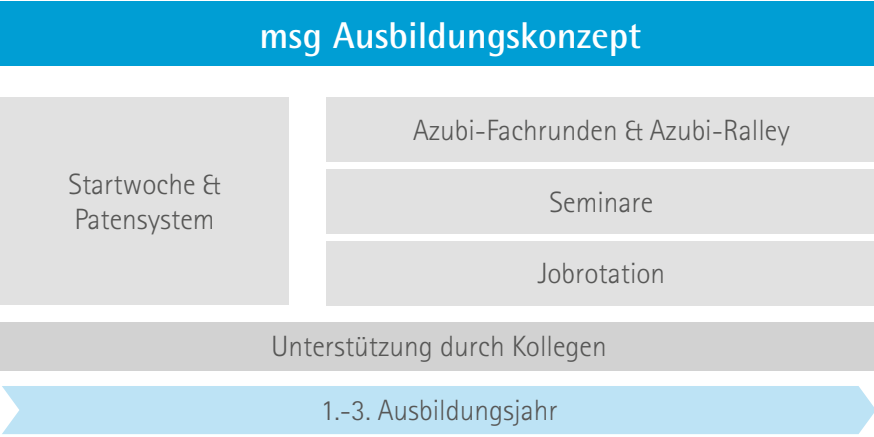 msg Ausbildungskonzept
Startwoche &
Patensystem
Azubi-Fachrunden & Azubi-Ralley
Seminare
Jobrotation
Unterstützung durch Kollegen
1.-3. Ausbildungsjahr